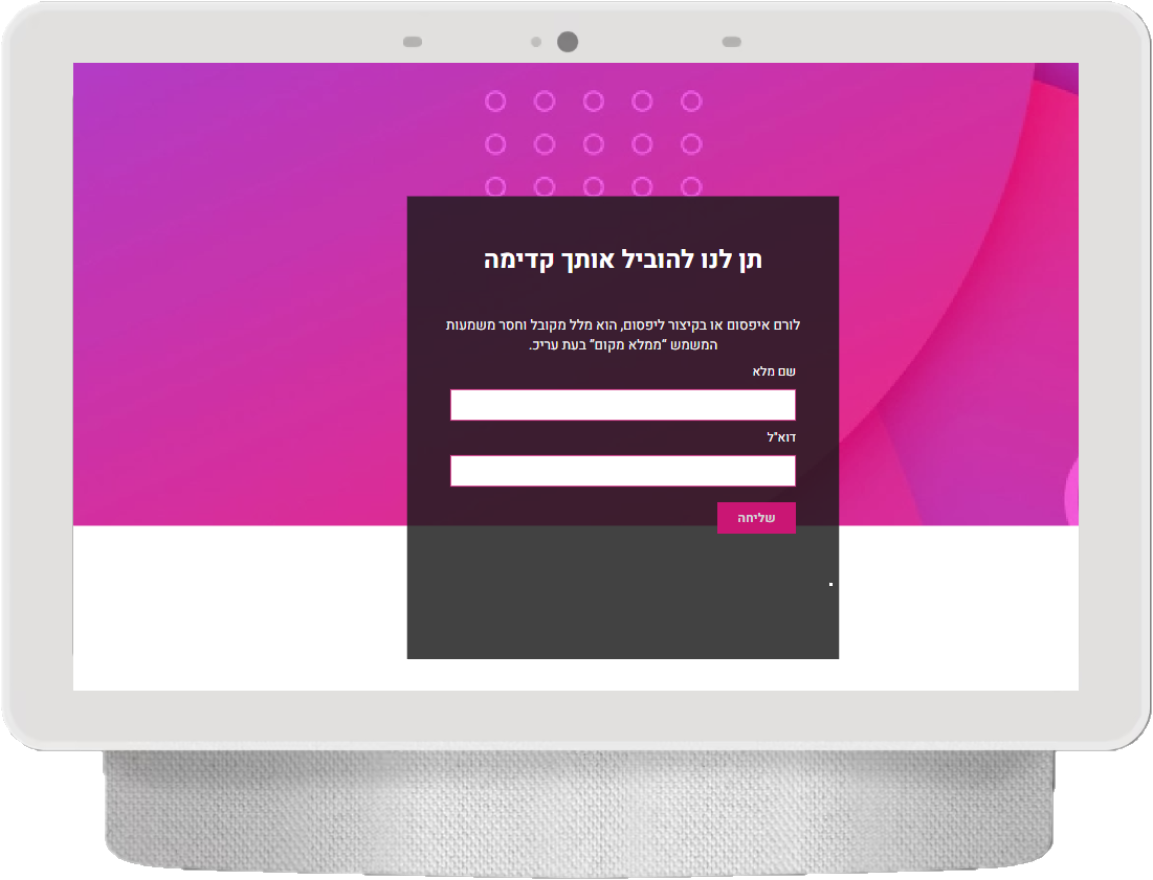 תן לנו להוביל אותך קדימה
לורם איפסום או בקיצור ליפסום, הוא מלל מקובל וחסר משמעות
המשמש “ממלא מקום” בעת עריכ.
שם מלא
דוא"ל
שליחה
.